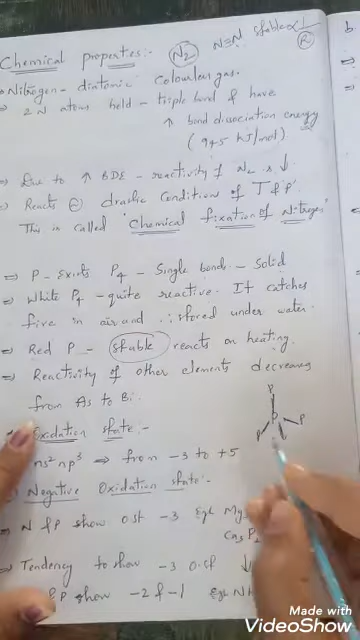 Chemical properties:- N₂ N≡N stable ∝ 1/R
⇒ Nitrogen - diatomic Colourless gas.
⇒ 2 N atoms held - triple bond & have
↑ bond dissociation energy
(945 kJ/mol)
⇒ Due to ↑ BDE - reactivity of N₂ is ↓
⇒ Reacts @ drastic Condition of T & P.
This is called "Chemical fixation of Nitrogen"
⇒ P - Exists P₄ - Single bonds - Solid
⇒ White P₄ - quite reactive. It catches
fire in air and ∴ stored under water.
⇒ Red P - stable reacts on heating.
⇒ Reactivity of other elements decreases
from As to Bi.
P
P P
Oxidation state:-
ns² np³ ⇒ from -3 to +5
Negative Oxidation state:-
N & P show o.st -3 Eg:
Tendency to show -3 o.s ↓
& P show -2 & -1 Eg:
Made with
VideoShow